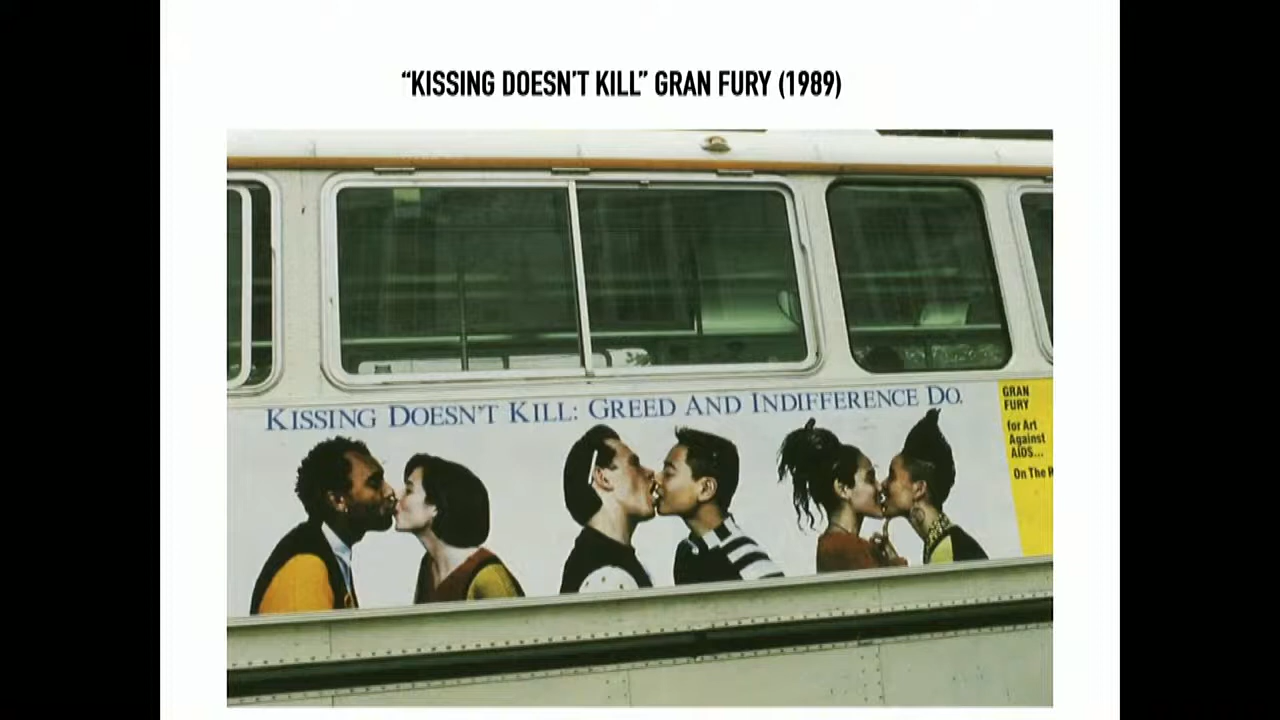 “KISSING DOESN’T KILL” GRAN FURY (1989)
KISSING DOESN'T KILL: GREED AND INDIFFERENCE DO.
GRAN
FURY
for Art
Against
AIDS...
On The R